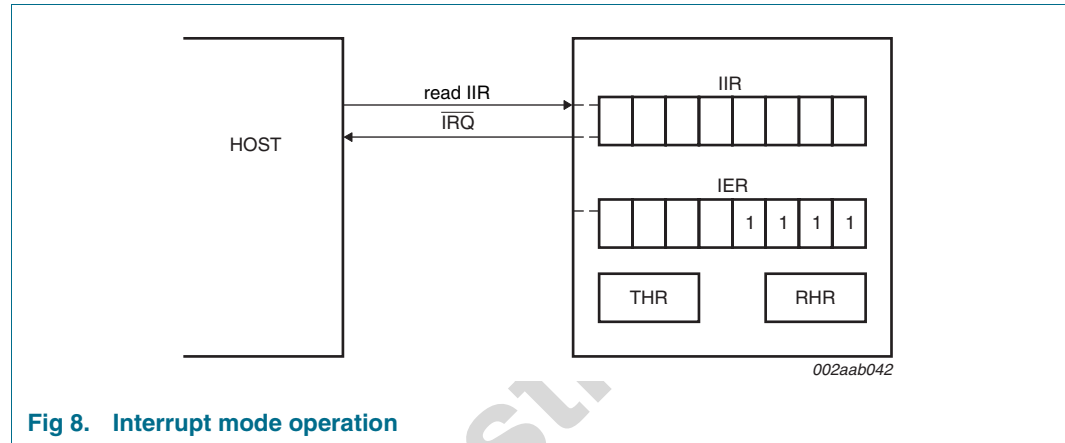 read IIR
IRQ
HOST
IIR
IER
1 1 1 1
THR
RHR
002aab042
Fig 8. Interrupt mode operation